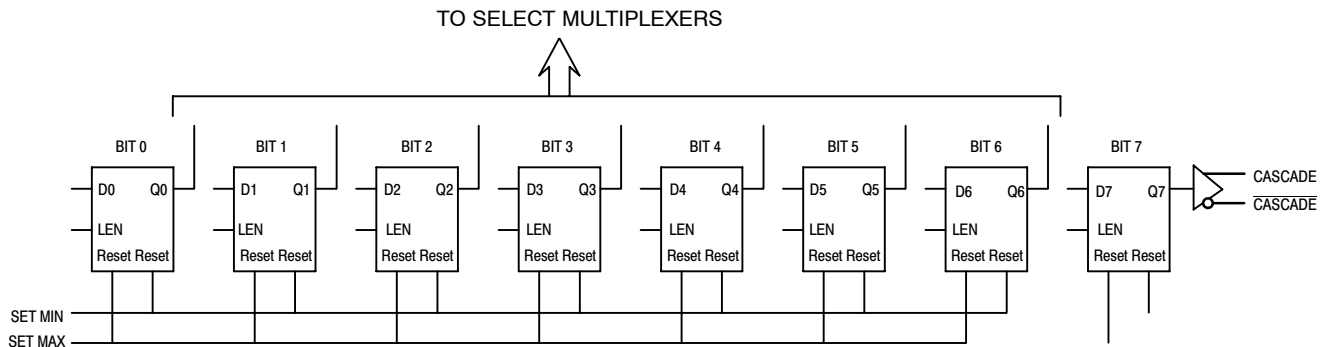 TO SELECT MULTIPLEXERS
BIT 0 BIT 1 BIT 2 BIT 3 BIT 4 BIT 5 BIT 6 BIT 7
D0 Q0 D1 Q1 D2 Q2 D3 Q3 D4 Q4 D5 Q5 D6 Q6 D7 Q7 CASCADE
CASCADE
LEN LEN LEN LEN LEN LEN LEN LEN
Reset Reset Reset Reset Reset Reset Reset Reset Reset Reset Reset Reset Reset Reset Reset Reset
SET MIN
SET MAX